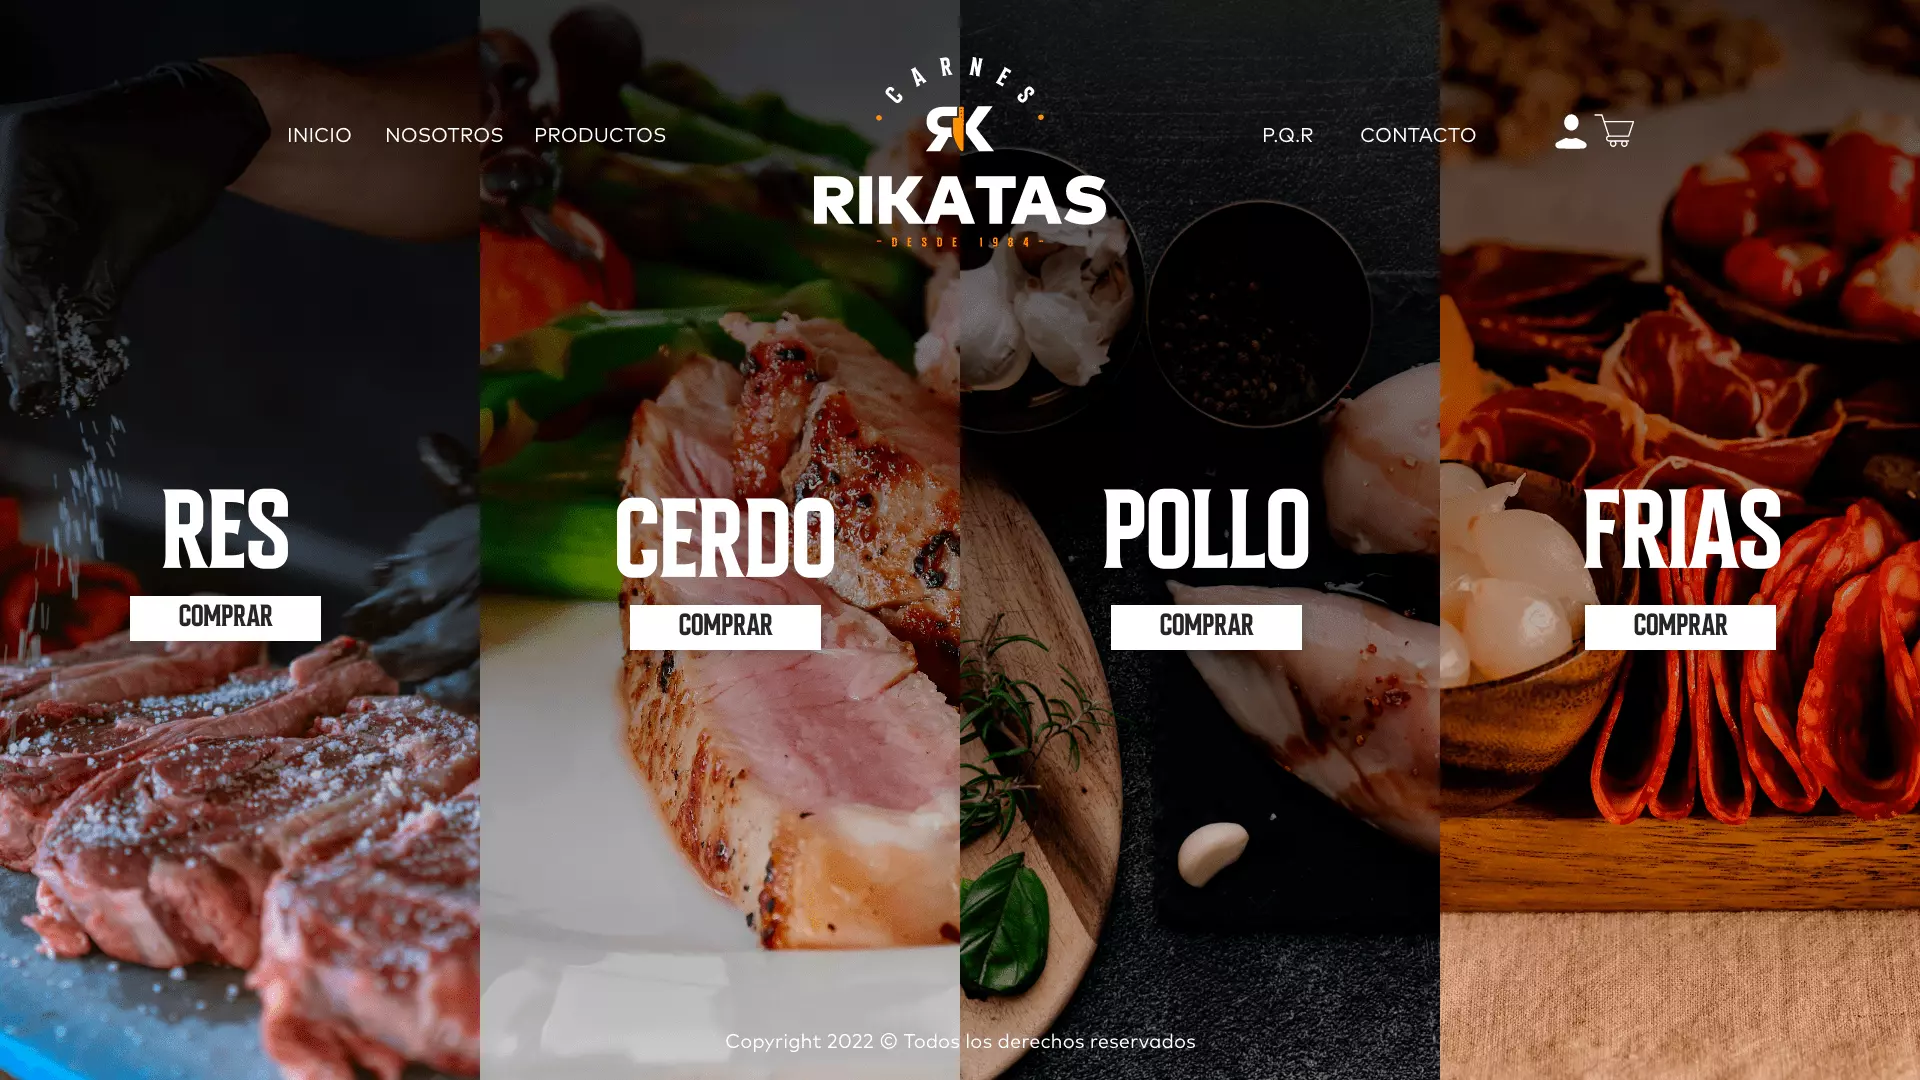 CARNES
RK
RIKATAS
- DESDE 1984 -
INICIO NOSOTROS PRODUCTOS P.Q.R CONTACTO
RES CERDO POLLO FRIAS
COMPRAR COMPRAR COMPRAR COMPRAR
Copyright 2022 © Todos los derechos reservados